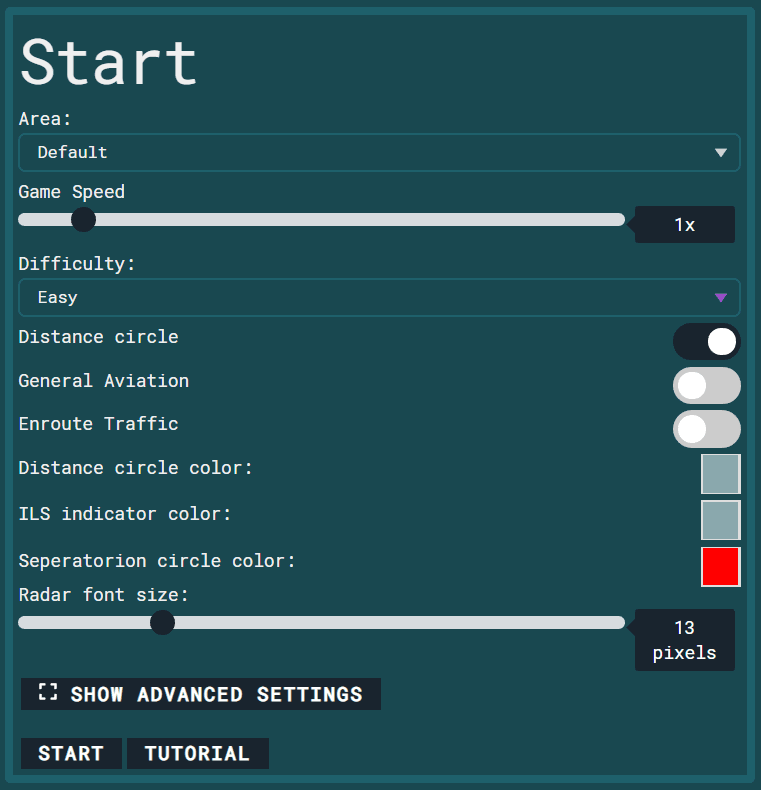 Start
Area:
Default
Game Speed
1x
Difficulty:
Easy
Distance circle
General Aviation
Enroute Traffic
Distance circle color:
ILS indicator color:
Seperatorion circle color:
Radar font size:
13
pixels
SHOW ADVANCED SETTINGS
START TUTORIAL